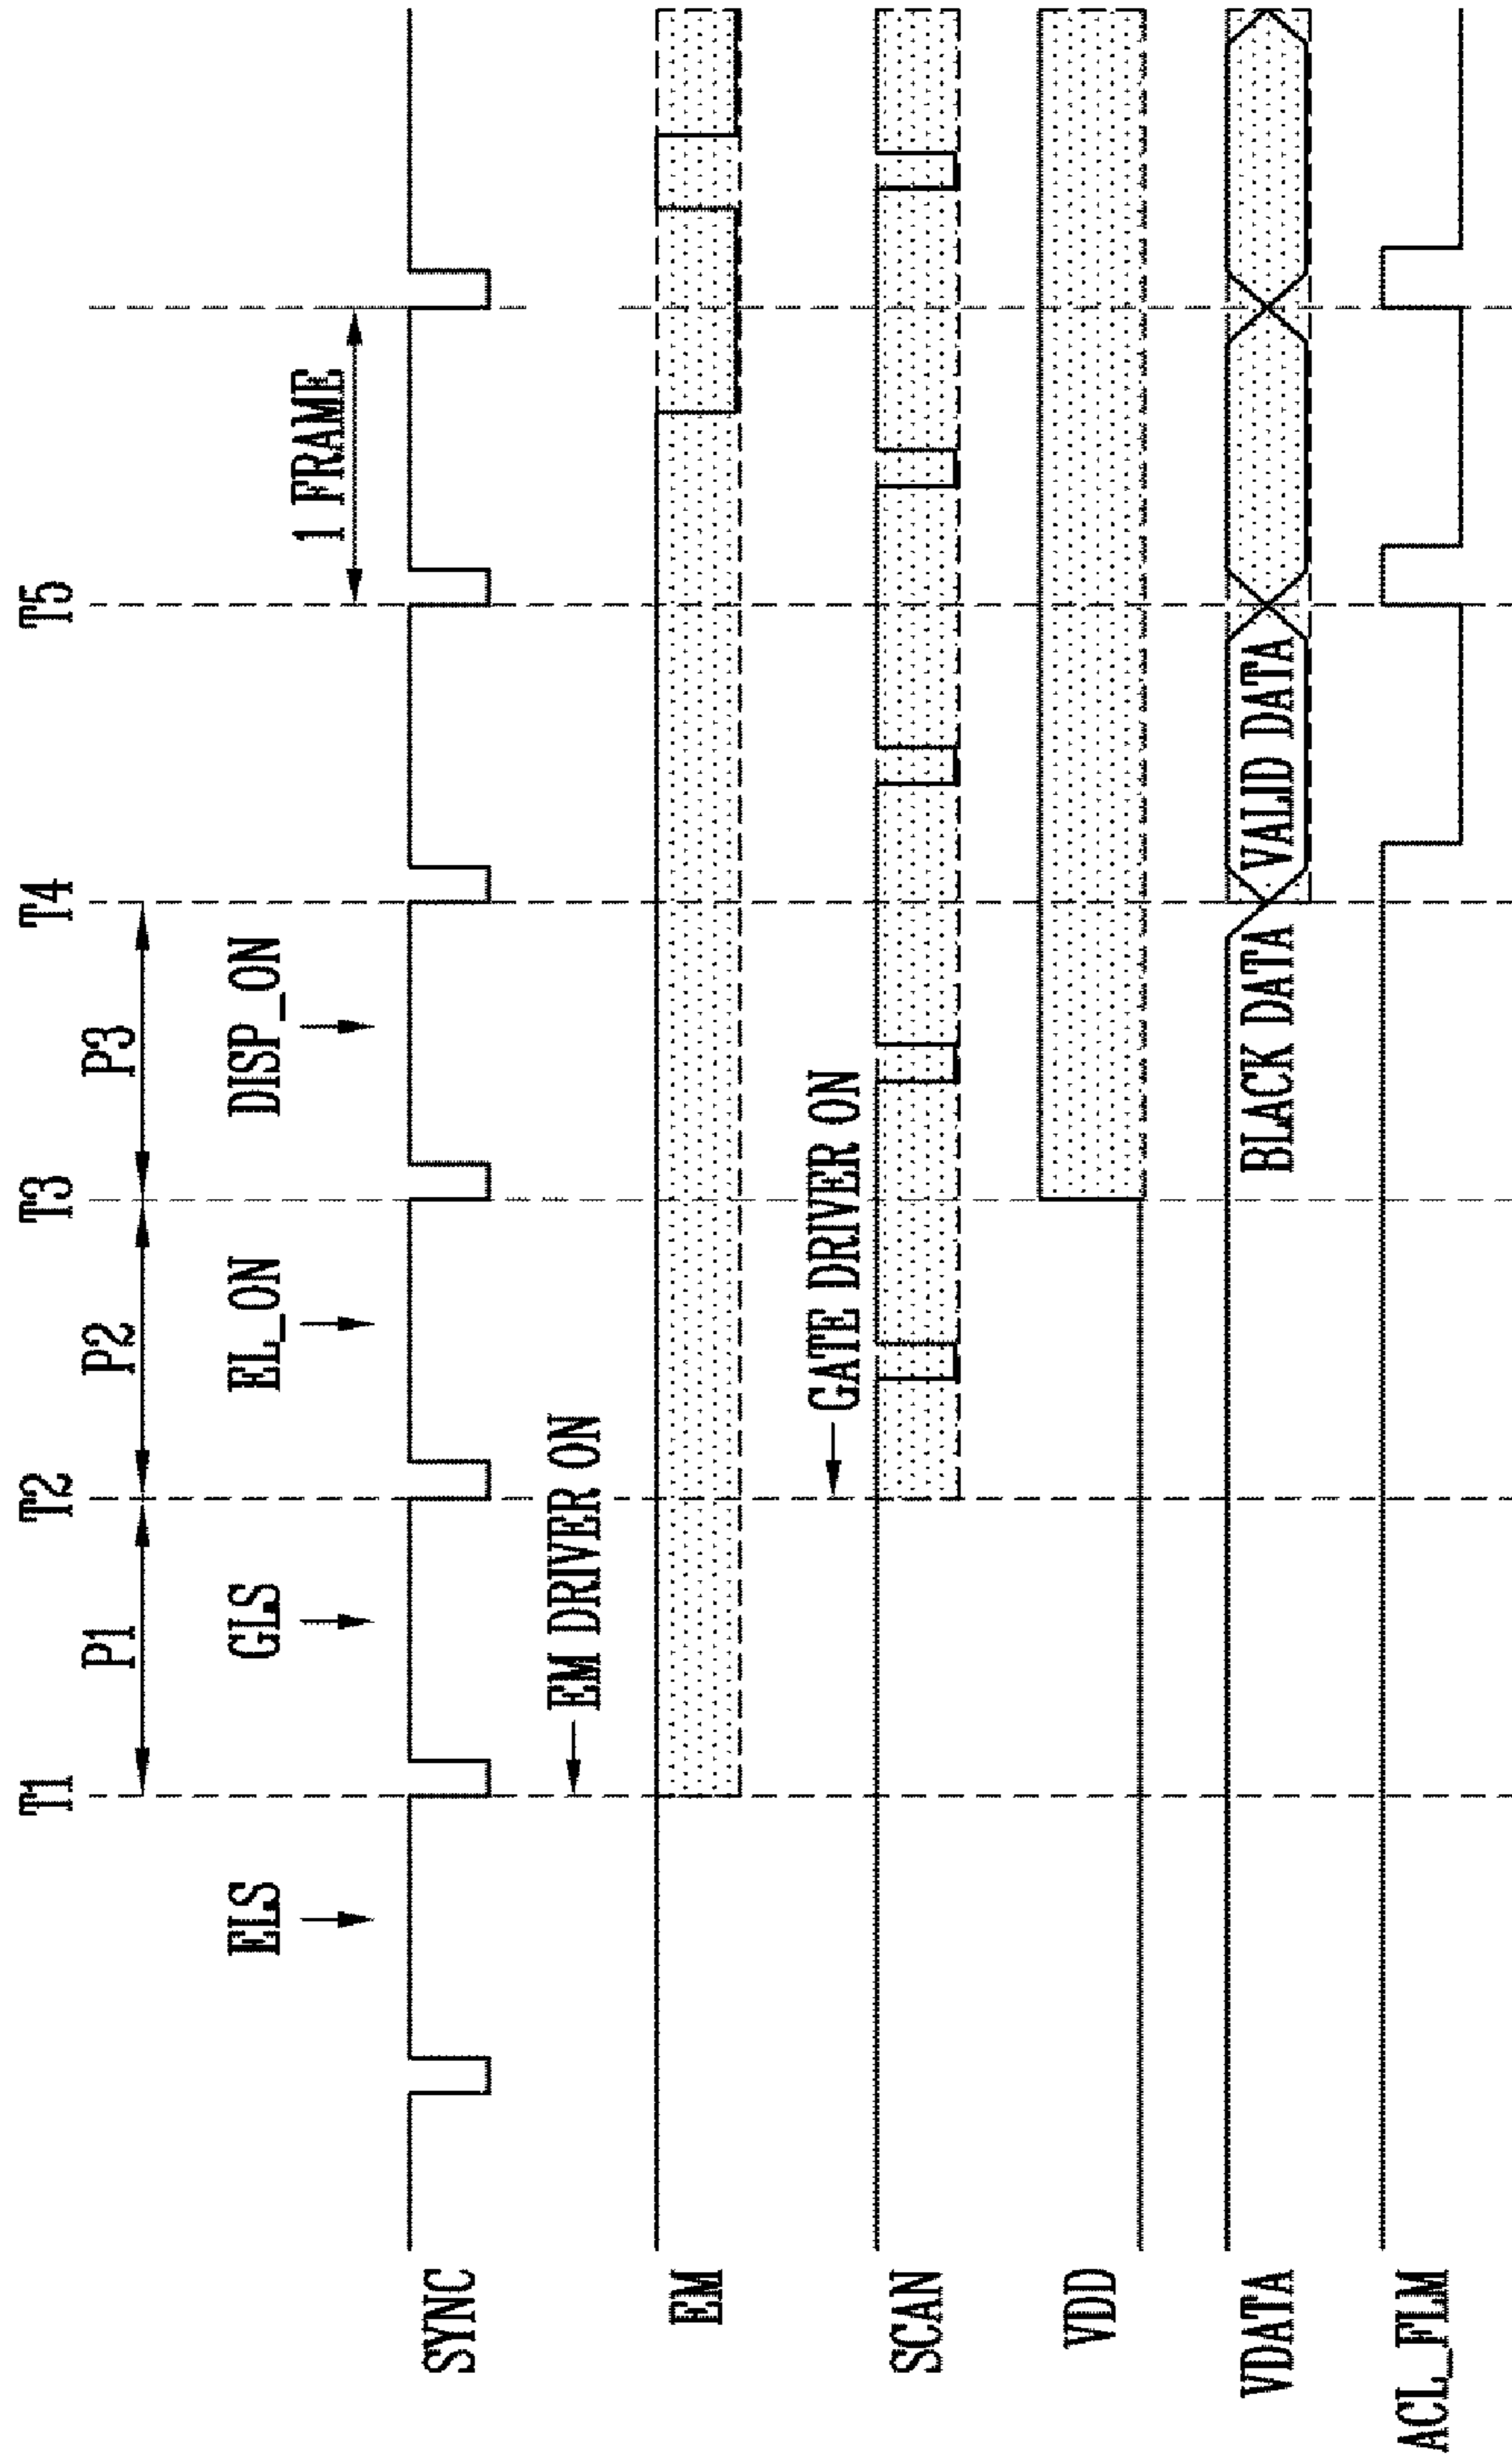 T1 T2 T3 T4 T5
P1 P2 P3
ELS GLS EL_ON DISP_ON
1 FRAME
SYNC
EM DRIVER ON
EM
GATE DRIVER ON
SCAN
VDD
VDATA
BLACK DATA VALID DATA
ACL_FLM